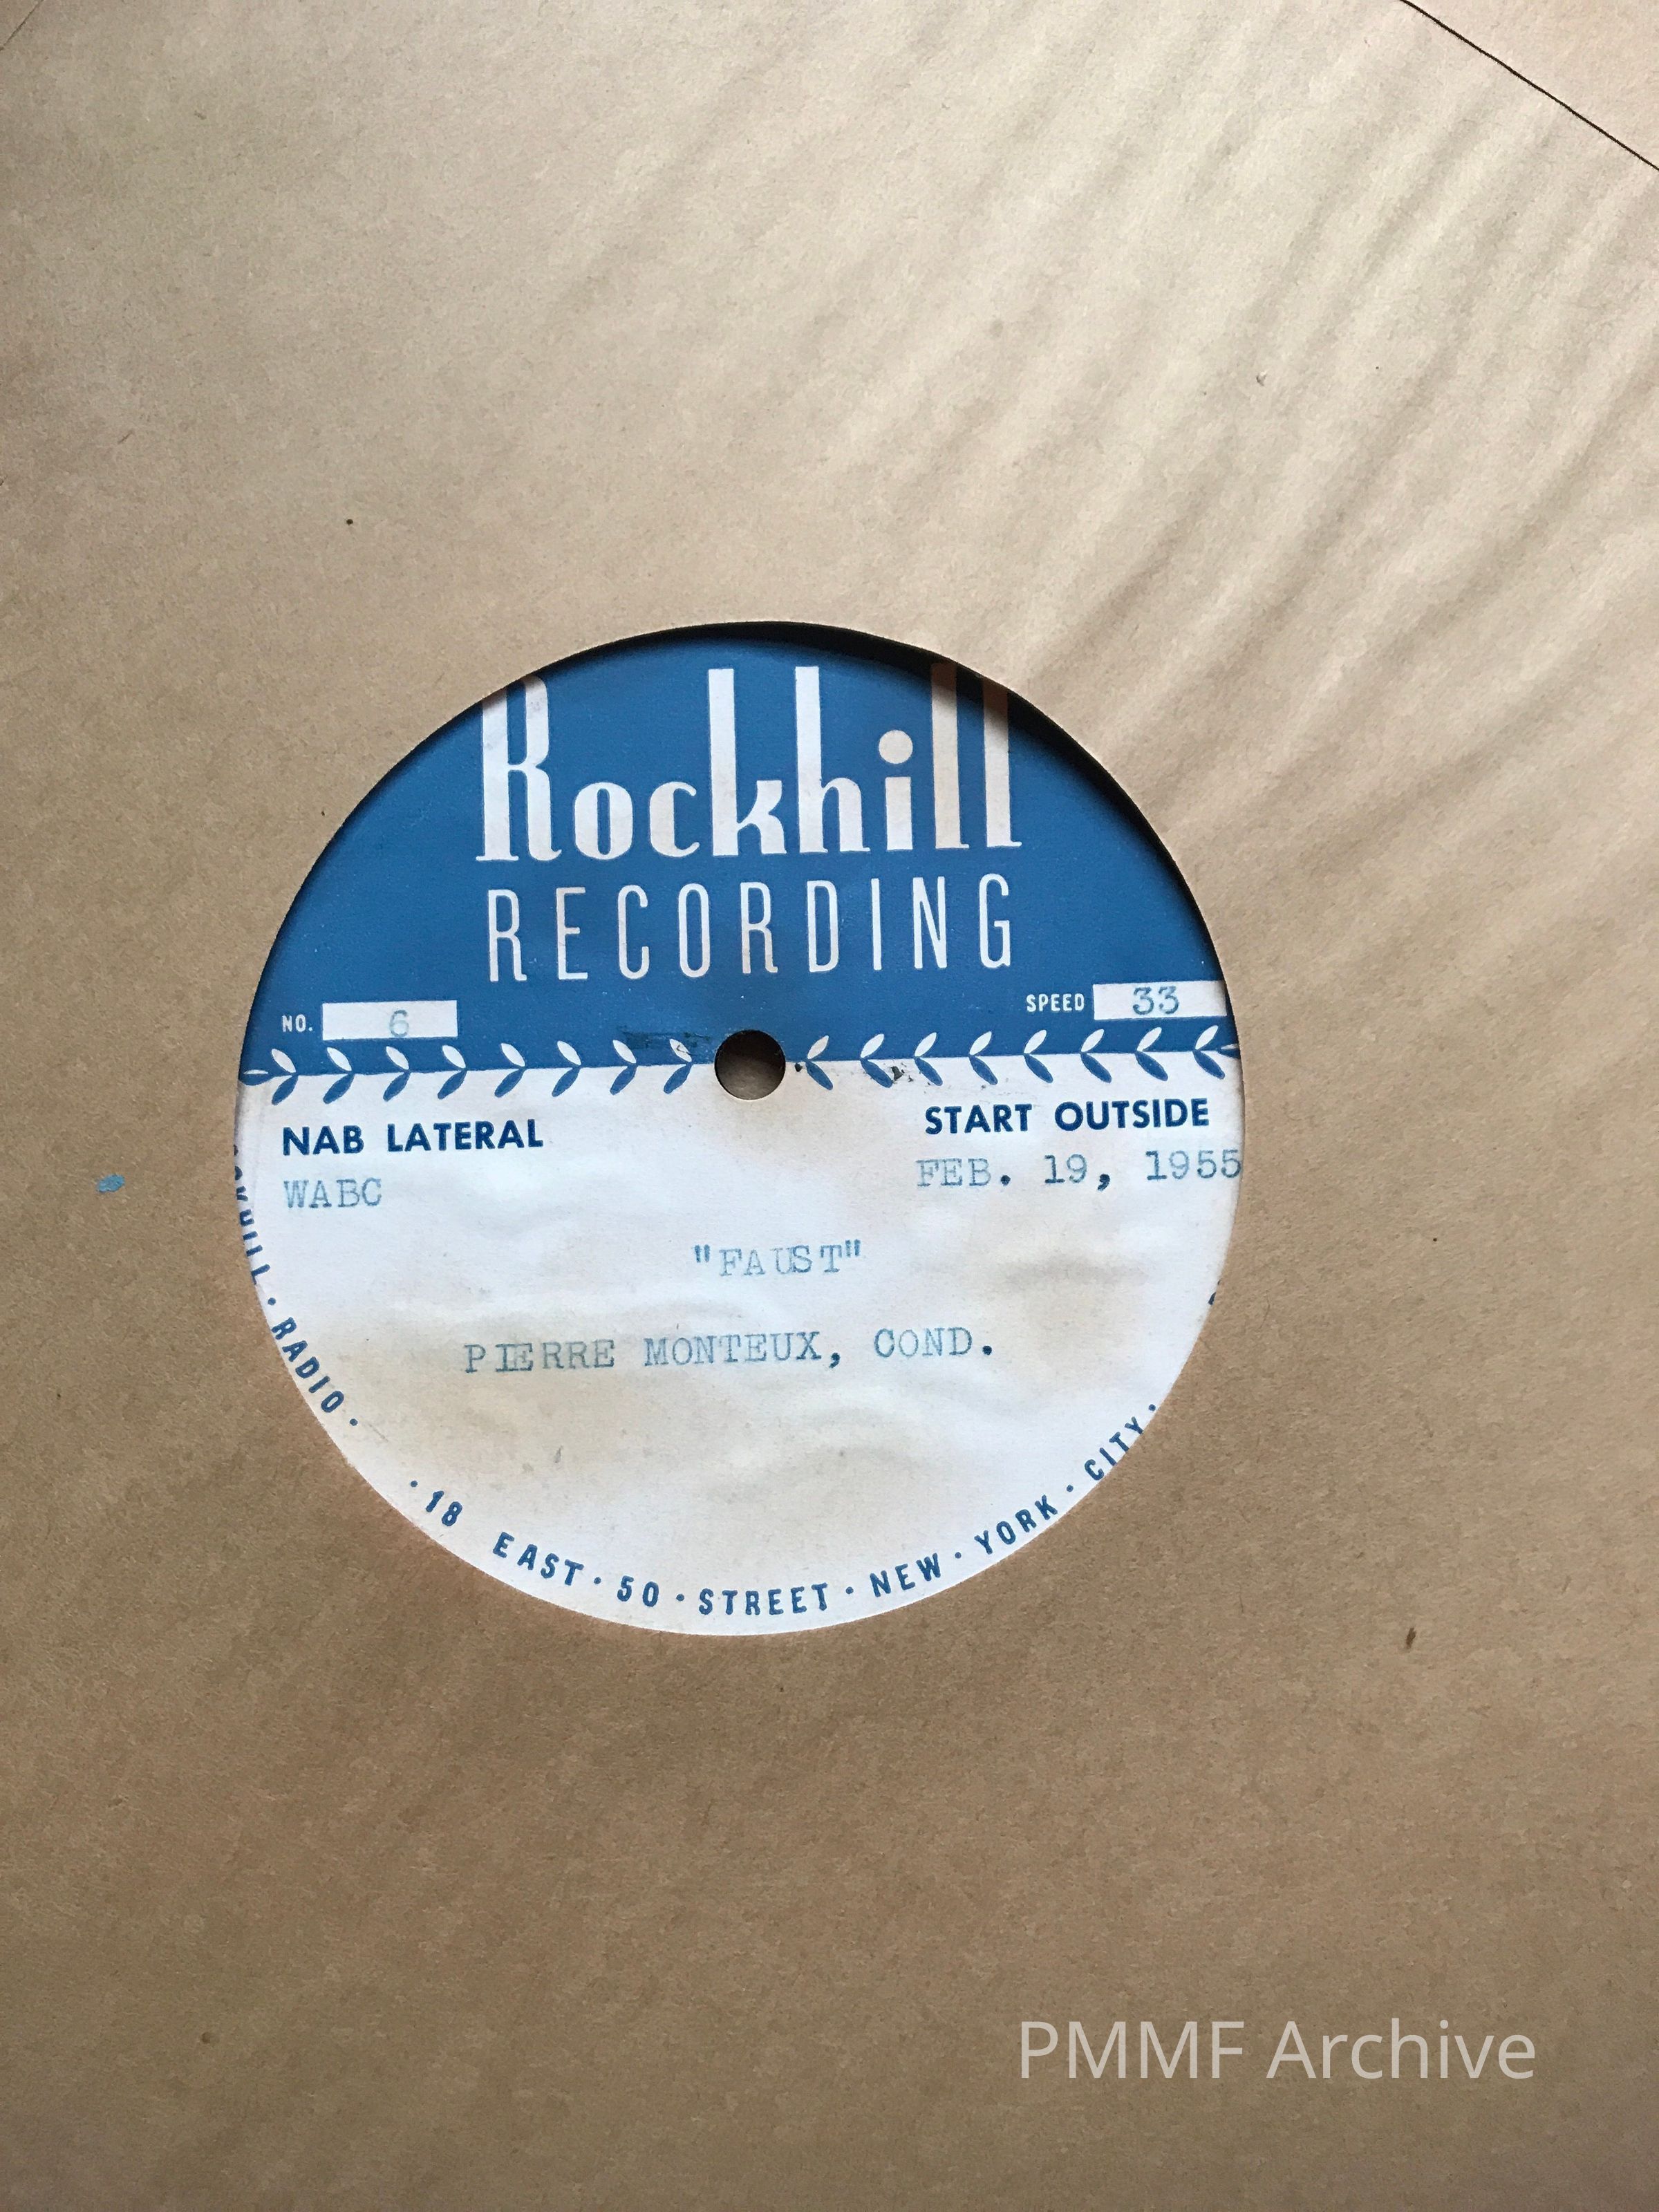 Rockhill
RECORDING
NO. 6
SPEED 33
NAB LATERAL
START OUTSIDE
WABC
FEB. 19, 1955
"FAUST"
PIERRE MONTEUX, COND.
· RADIO ·
· 18 EAST · 50 · STREET · NEW · YORK · CITY ·
PMMF Archive